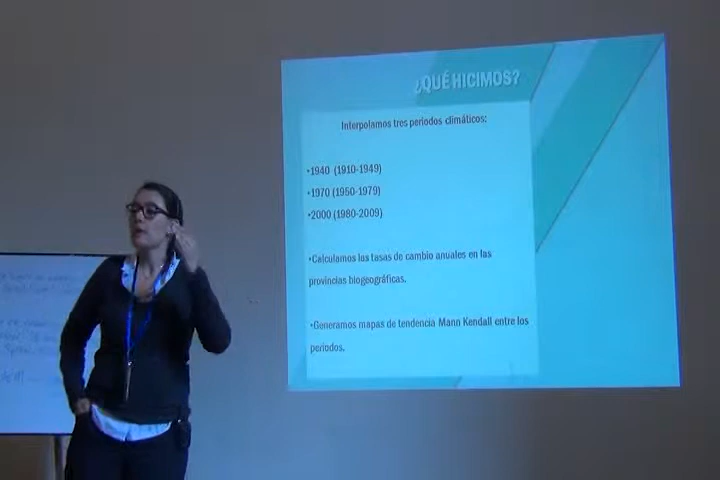 ¿QUÉ HICIMOS?
Interpolamos tres periodos climáticos:
•1940 (1910-1949)
•1970 (1950-1979)
•2000 (1980-2009)
•Calculamos las tasas de cambio anuales en las
provincias biogeográficas.
•Generamos mapas de tendencia Mann Kendall entre los
periodos.